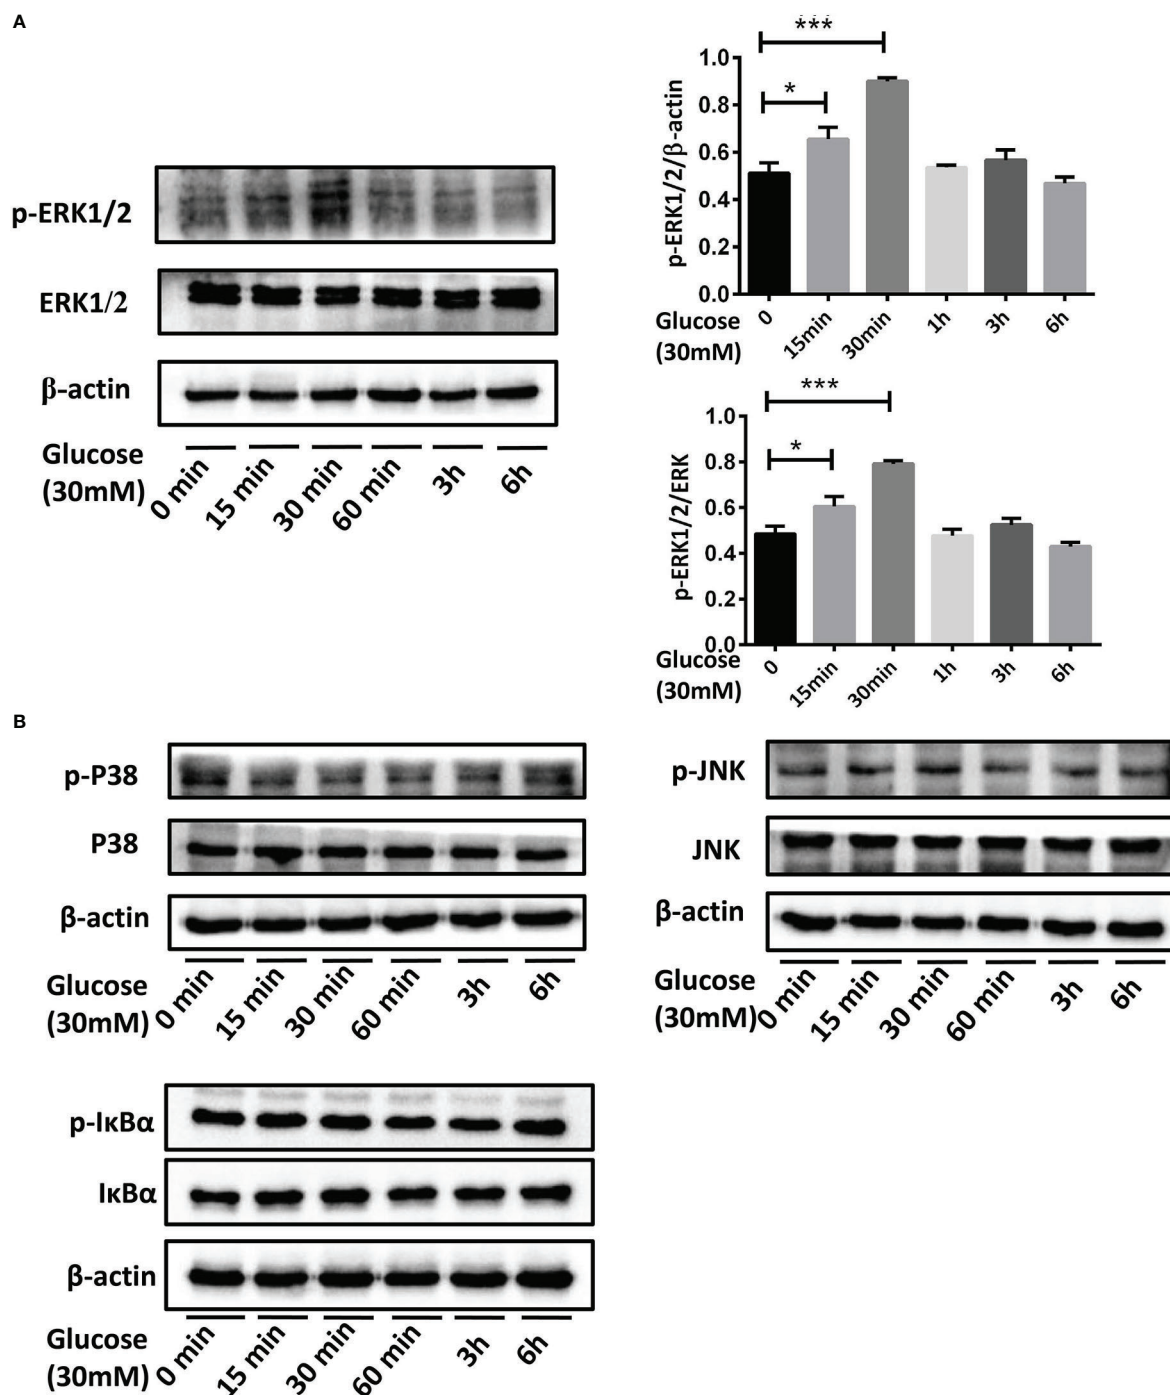 A
p-ERK1/2
ERK1/2
β-actin
Glucose
(30mM)
0 min
15 min
30 min
60 min
3h
6h
***
*
p-ERK1/2/β-actin
1.0
0.8
0.6
0.4
0.2
0.0
Glucose
(30mM)
0
15min
30min
1h
3h
6h
***
*
p-ERK1/2/ERK
1.0
0.8
0.6
0.4
0.2
0.0
Glucose
(30mM)
0
15min
30min
1h
3h
6h
B
p-P38
P38
β-actin
Glucose
(30mM)
0 min
15 min
30 min
60 min
3h
6h
p-JNK
JNK
β-actin
Glucose
(30mM)
0 min
15 min
30 min
60 min
3h
6h
p-IκBα
IκBα
β-actin
Glucose
(30mM)
0 min
15 min
30 min
60 min
3h
6h